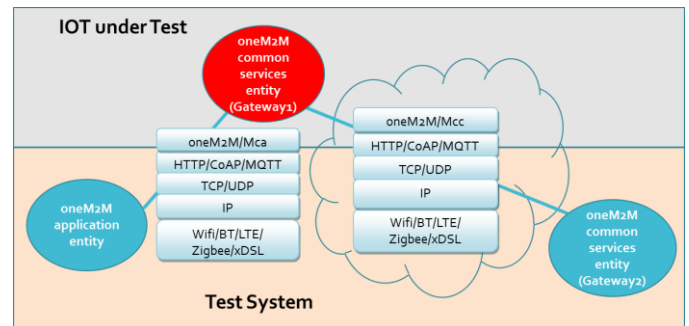 IOT under Test
oneM2M
common
services
entity
(Gateway1)
oneM2M/Mca
HTTP/CoAP/MQTT
TCP/UDP
IP
Wifi/BT/LTE/
Zigbee/xDSL
oneM2M/Mcc
HTTP/CoAP/MQTT
TCP/UDP
IP
Wifi/BT/LTE/
Zigbee/xDSL
oneM2M
application
entity
oneM2M
common
services
entity
(Gateway2)
Test System